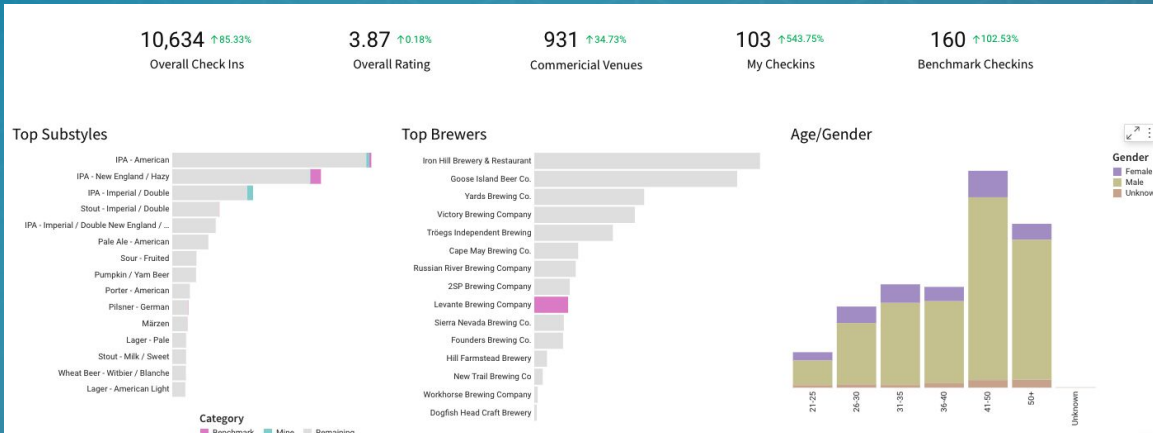 10,634 ↑85.33%
Overall Check Ins
3.87 ↑0.18%
Overall Rating
931 ↑34.73%
Commericial Venues
103 ↑543.75%
My Checkins
160 ↑102.53%
Benchmark Checkins
Top Substyles
IPA - American
IPA - New England / Hazy
IPA - Imperial / Double
Stout - Imperial / Double
IPA - Imperial / Double New England / ...
Pale Ale - American
Sour - Fruited
Pumpkin / Yam Beer
Porter - American
Pilsner - German
Märzen
Lager - Pale
Stout - Milk / Sweet
Wheat Beer - Witbier / Blanche
Lager - American Light
Category
Benchmark Mine Remaining
Top Brewers
Iron Hill Brewery & Restaurant
Goose Island Beer Co.
Yards Brewing Co.
Victory Brewing Company
Tröegs Independent Brewing
Cape May Brewing Co.
Russian River Brewing Company
2SP Brewing Company
Levante Brewing Company
Sierra Nevada Brewing Co.
Founders Brewing Co.
Hill Farmstead Brewery
New Trail Brewing Co
Workhorse Brewing Company
Dogfish Head Craft Brewery
Age/Gender
21-25
26-30
31-35
36-40
41-50
50+
Unknown
Gender
Female
Male
Unknow